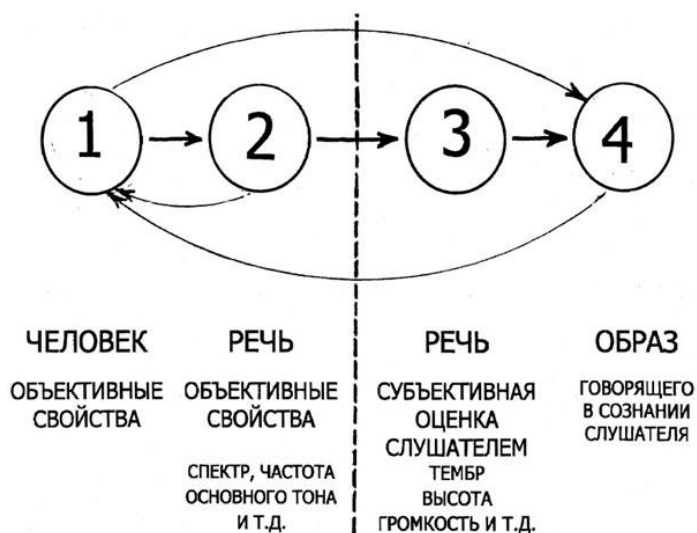 1
2
3
4
ЧЕЛОВЕК
ОБЪЕКТИВНЫЕ
СВОЙСТВА
РЕЧЬ
ОБЪЕКТИВНЫЕ
СВОЙСТВА
СПЕКТР, ЧАСТОТА
ОСНОВНОГО ТОНА
И Т.Д.
РЕЧЬ
СУБЪЕКТИВНАЯ
ОЦЕНКА
СЛУШАТЕЛЕМ
ТЕМБР
ВЫСОТА
ГРОМКОСТЬ И Т.Д.
ОБРАЗ
ГОВОРЯЩЕГО
В СОЗНАНИИ
СЛУШАТЕЛЯ